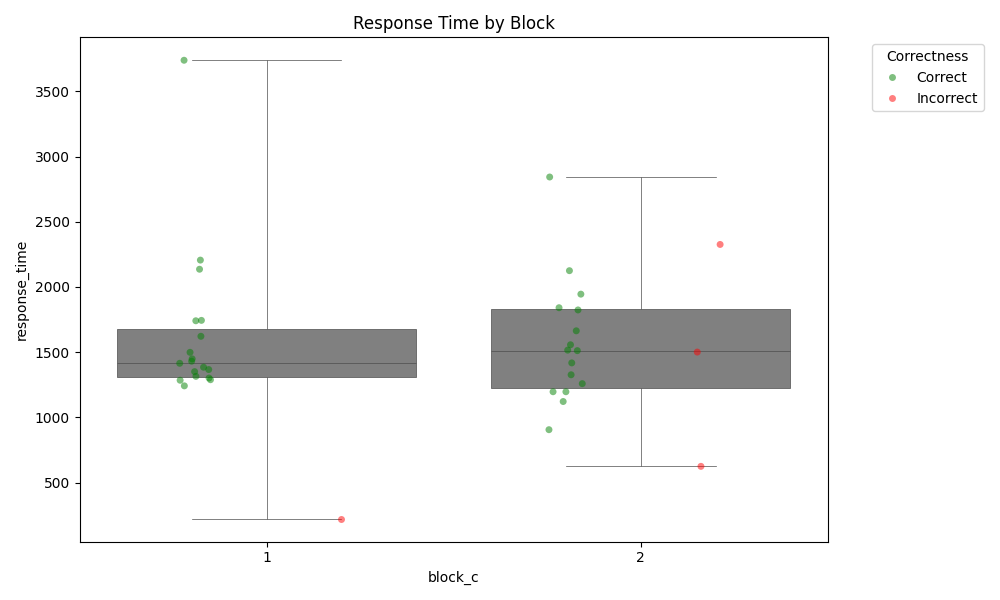 Response Time by Block
Correctness
Correct
Incorrect
response_time
3500
3000
2500
2000
1500
1000
500
1
2
block_c